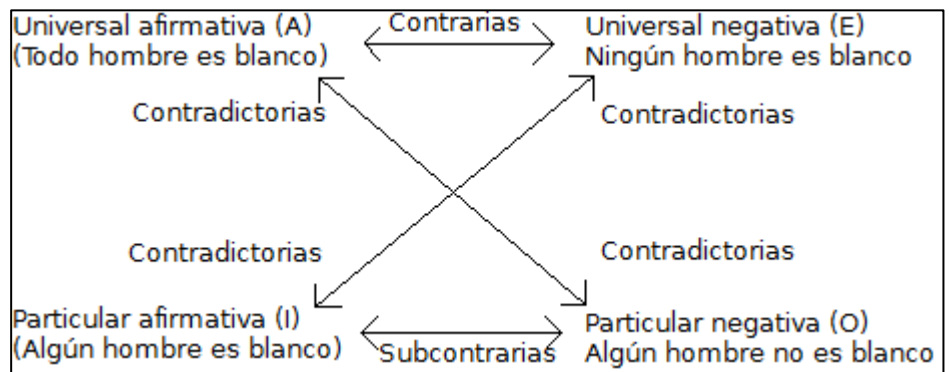 Universal afirmativa (A)
(Todo hombre es blanco)
Contrarias
Universal negativa (E)
Ningún hombre es blanco
Contradictorias
Contradictorias
Contradictorias
Contradictorias
Particular afirmativa (I)
(Algún hombre es blanco)
Subcontrarias
Particular negativa (O)
Algún hombre no es blanco